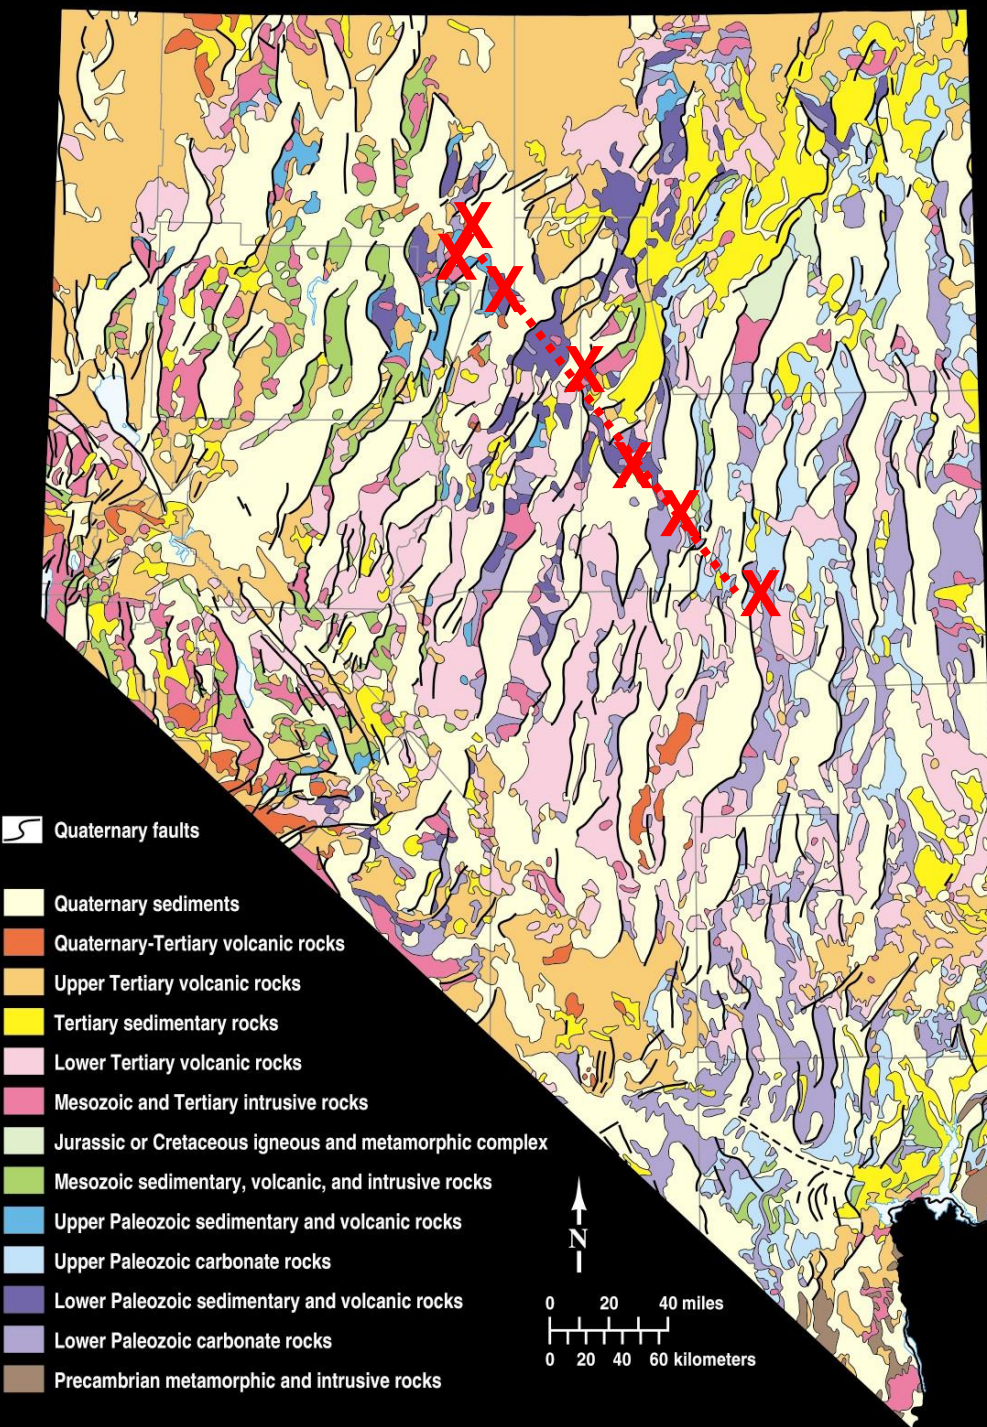 X
X
X
X
X
X
X
Quaternary faults
Quaternary sediments
Quaternary-Tertiary volcanic rocks
Upper Tertiary volcanic rocks
Tertiary sedimentary rocks
Lower Tertiary volcanic rocks
Mesozoic and Tertiary intrusive rocks
Jurassic or Cretaceous igneous and metamorphic complex
Mesozoic sedimentary, volcanic, and intrusive rocks
Upper Paleozoic sedimentary and volcanic rocks
Upper Paleozoic carbonate rocks
Lower Paleozoic sedimentary and volcanic rocks
Lower Paleozoic carbonate rocks
Precambrian metamorphic and intrusive rocks
N
0 20 40 miles
0 20 40 60 kilometers